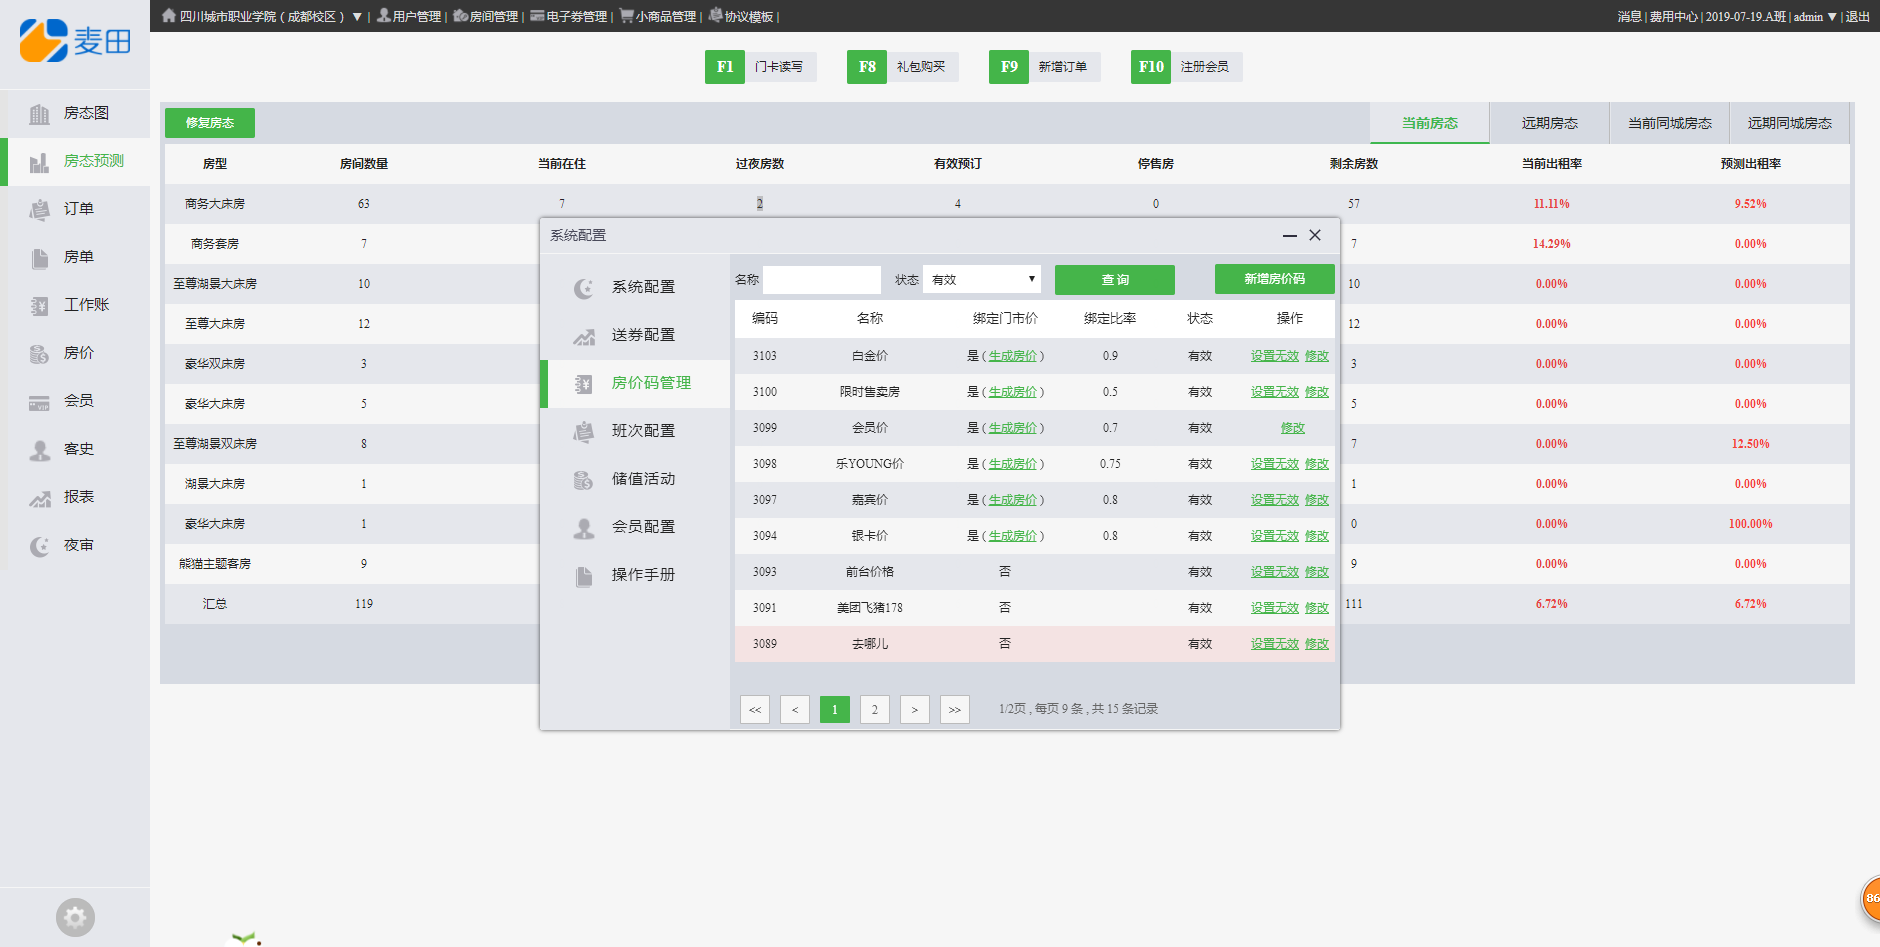 麦田
四川城市职业学院（成都校区） ▼ | 用户管理 | 房间管理 | 电子券管理 | 小商品管理 | 协议模板 |
消息 | 费用中心 | 2019-07-19.A班 | admin ▼ | 退出
F1 门卡读写 F8 礼包购买 F9 新增订单 F10 注册会员
房态图
房态预测
订单
房单
工作账
房价
会员
客史
报表
夜审
修复房态 当前房态 远期房态 当前同城房态 远期同城房态
房型 房间数量 当前在住 过夜房数 有效预订 停售房 剩余房数 当前出租率 预测出租率
商务大床房 63 7 2 4 0 57 11.11% 9.52%
商务套房 7 7 14.29% 0.00%
至尊湖景大床房 10 10 0.00% 0.00%
至尊大床房 12 12 0.00% 0.00%
豪华双床房 3 3 0.00% 0.00%
豪华大床房 5 5 0.00% 0.00%
至尊湖景双床房 8 7 0.00% 12.50%
湖景大床房 1 1 0.00% 0.00%
豪华大床房 1 0 0.00% 100.00%
熊猫主题客房 9 9 0.00% 0.00%
汇总 119 111 6.72% 6.72%
系统配置
系统配置
送券配置
房价码管理
班次配置
储值活动
会员配置
操作手册
名称 状态 有效 ▼ 查 询 新增房价码
编码 名称 绑定门市价 绑定比率 状态 操作
3103 白金价 是 ( 生成房价 ) 0.9 有效 设置无效 修改
3100 限时售卖房 是 ( 生成房价 ) 0.5 有效 设置无效 修改
3099 会员价 是 ( 生成房价 ) 0.7 有效 修改
3098 乐YOUNG价 是 ( 生成房价 ) 0.75 有效 设置无效 修改
3097 嘉宾价 是 ( 生成房价 ) 0.8 有效 设置无效 修改
3094 银卡价 是 ( 生成房价 ) 0.8 有效 设置无效 修改
3093 前台价格 否 有效 设置无效 修改
3091 美团飞猪178 否 有效 设置无效 修改
3089 去哪儿 否 有效 设置无效 修改
<< < 1 2 > >> 1/2页 , 每页 9 条 , 共 15 条记录
86